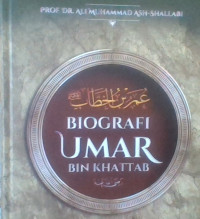 PROF. DR. ALI MUHAMMAD ASH-SHALLABI
عمر بن الخطاب
BIOGRAFI
UMAR
BIN KHATTAB